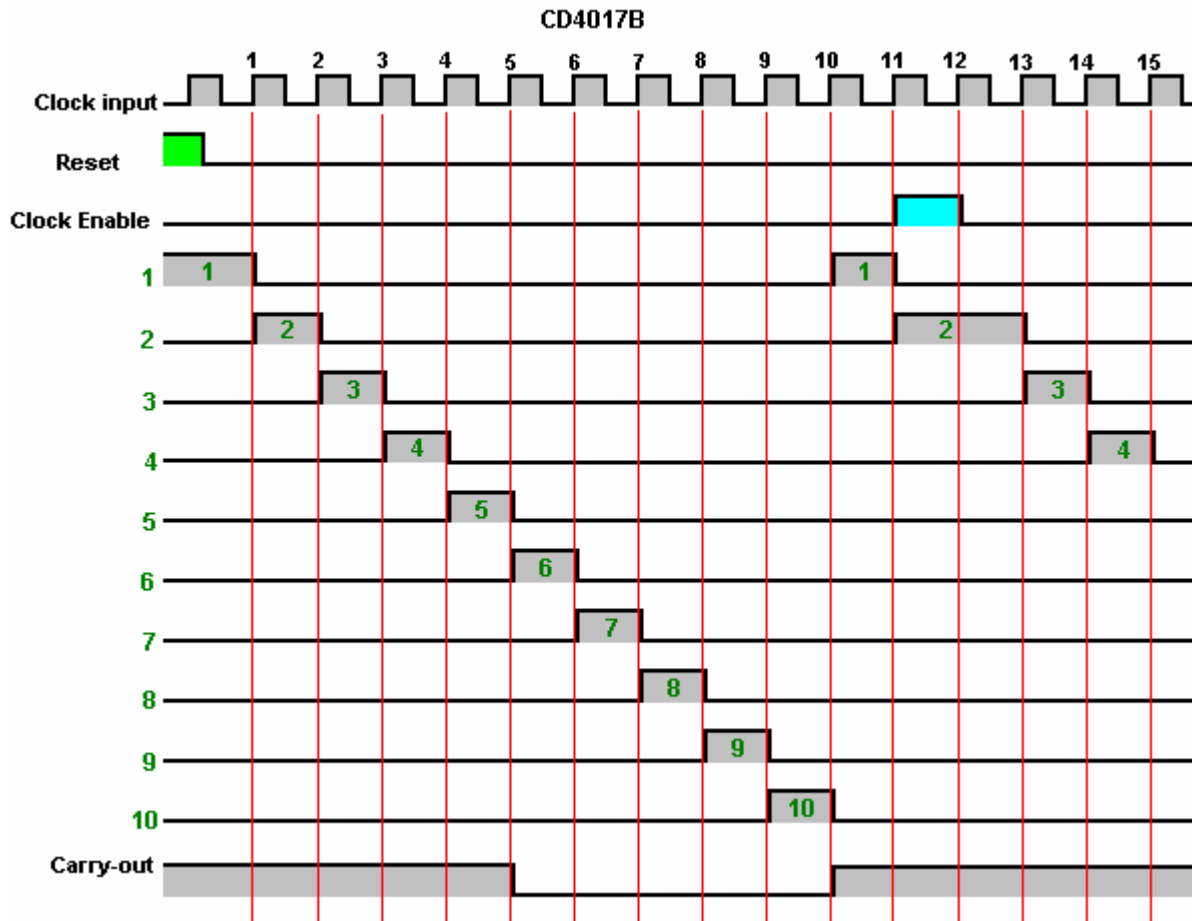 CD4017B
1 2 3 4 5 6 7 8 9 10 11 12 13 14 15
Clock input
Reset
Clock Enable
1 1 1
2 2 2
3 3 3
4 4 4
5 5
6 6
7 7
8 8
9 9
10 10
Carry-out